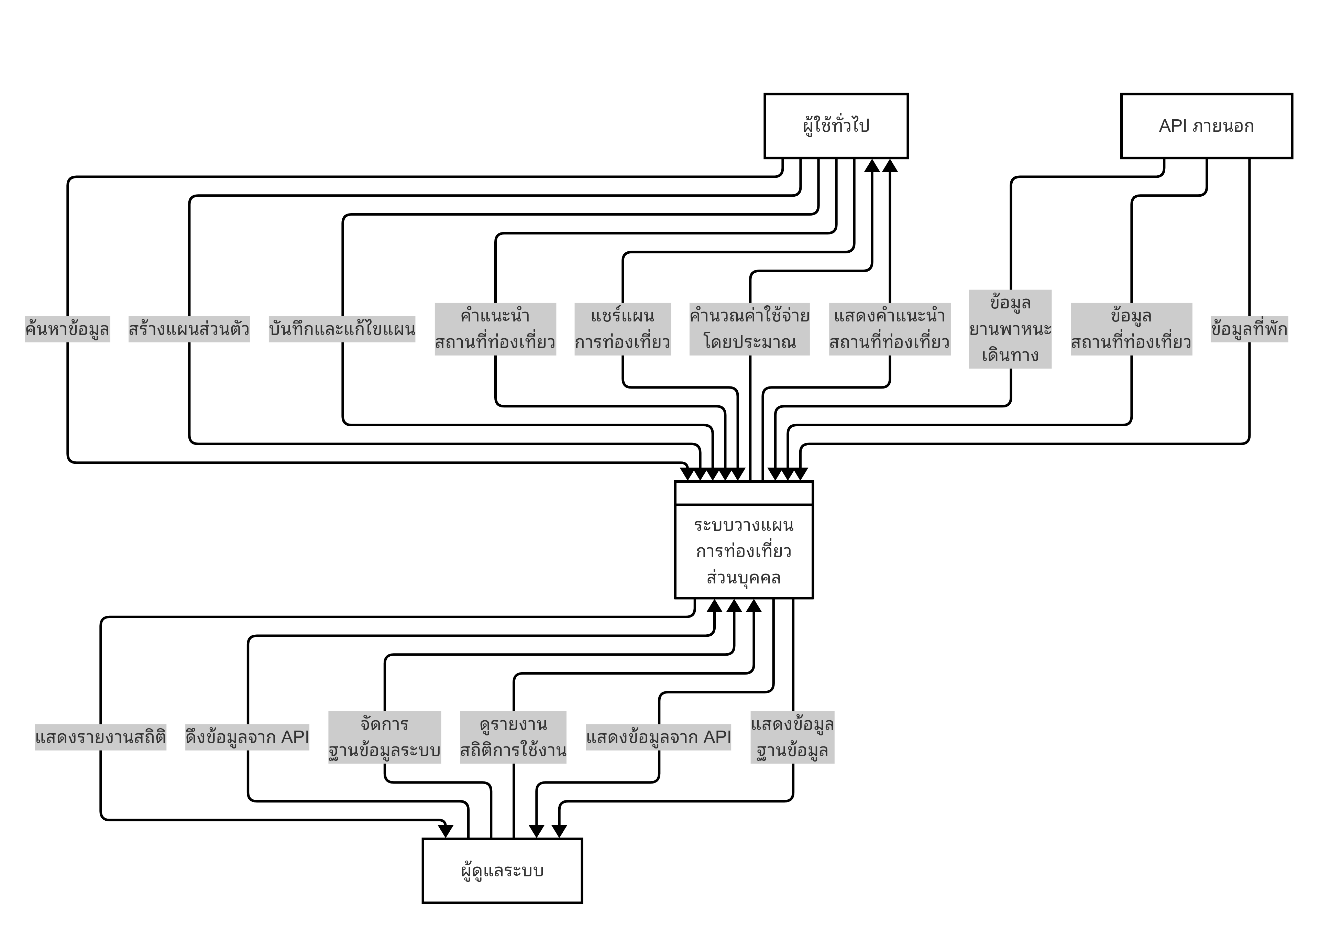 ผู้ใช้ทั่วไป
API ภายนอก
ค้นหาข้อมูล
สร้างแผนส่วนตัว
บันทึกและแก้ไขแผน
คำแนะนำ
สถานที่ท่องเที่ยว
แชร์แผน
การท่องเที่ยว
คำนวณค่าใช้จ่าย
โดยประมาณ
แสดงคำแนะนำ
สถานที่ท่องเที่ยว
ข้อมูล
ยานพาหนะ
เดินทาง
ข้อมูล
สถานที่ท่องเที่ยว
ข้อมูลที่พัก
ระบบวางแผน
การท่องเที่ยว
ส่วนบุคคล
แสดงรายงานสถิติ
ดึงข้อมูลจาก API
จัดการ
ฐานข้อมูลระบบ
ดูรายงาน
สถิติการใช้งาน
แสดงข้อมูลจาก API
แสดงข้อมูล
ฐานข้อมูล
ผู้ดูแลระบบ